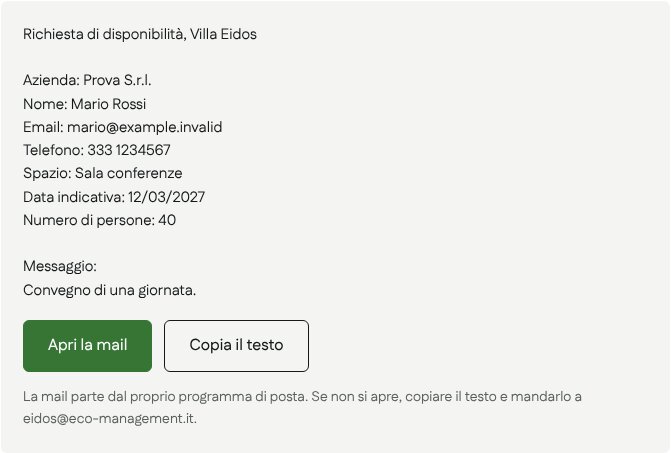 Richiesta di disponibilità, Villa Eidos
Azienda: Prova S.r.l.
Nome: Mario Rossi
Email: mario@example.invalid
Telefono: 333 1234567
Spazio: Sala conferenze
Data indicativa: 12/03/2027
Numero di persone: 40
Messaggio:
Convegno di una giornata.
Apri la mail
Copia il testo
La mail parte dal proprio programma di posta. Se non si apre, copiare il testo e mandarlo a
eidos@eco-management.it.